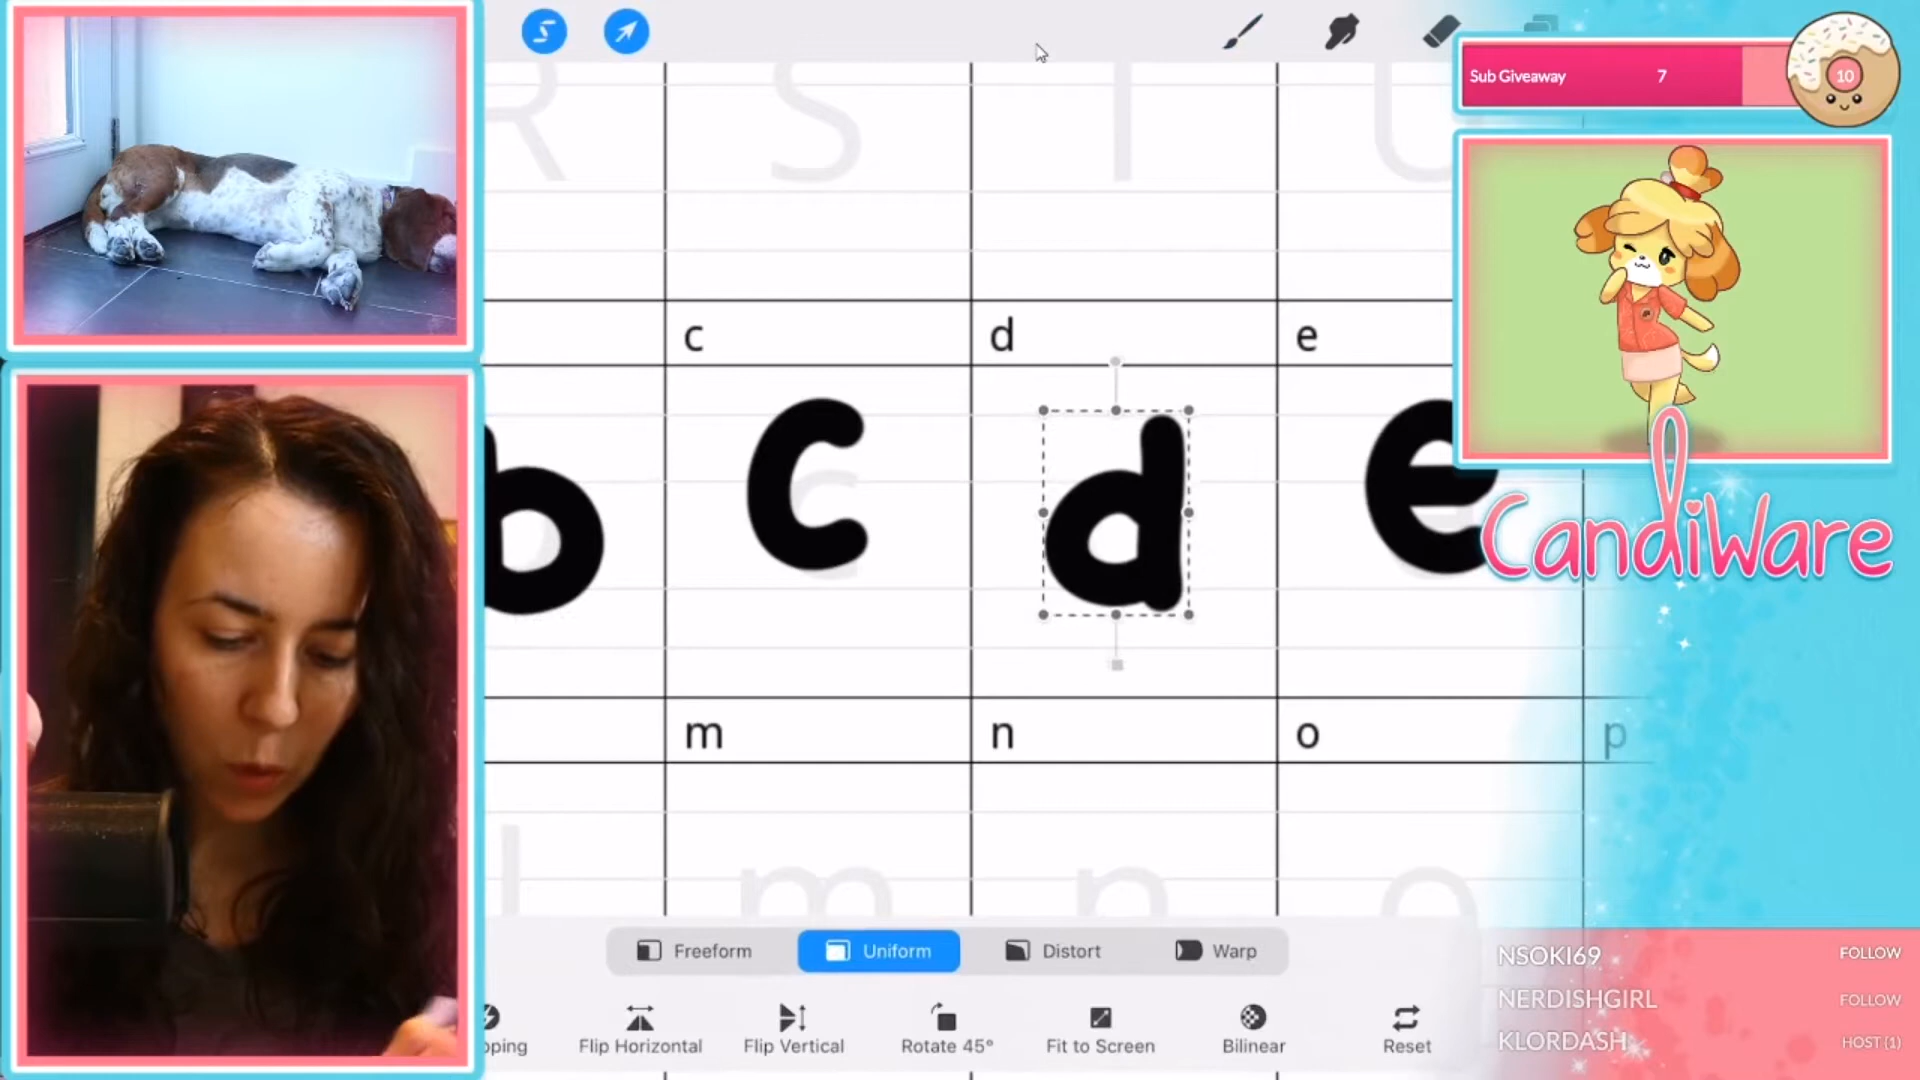 Sub Giveaway 7 10
R S T U
c d e
b c d e
CandiWare
m n o p
l m n o
Freeform Uniform Distort Warp
Flip Horizontal Flip Vertical Rotate 45° Fit to Screen Bilinear Reset
NSOKI69 FOLLOW
NERDISHGIRL FOLLOW
KLORDASH HOST (1)